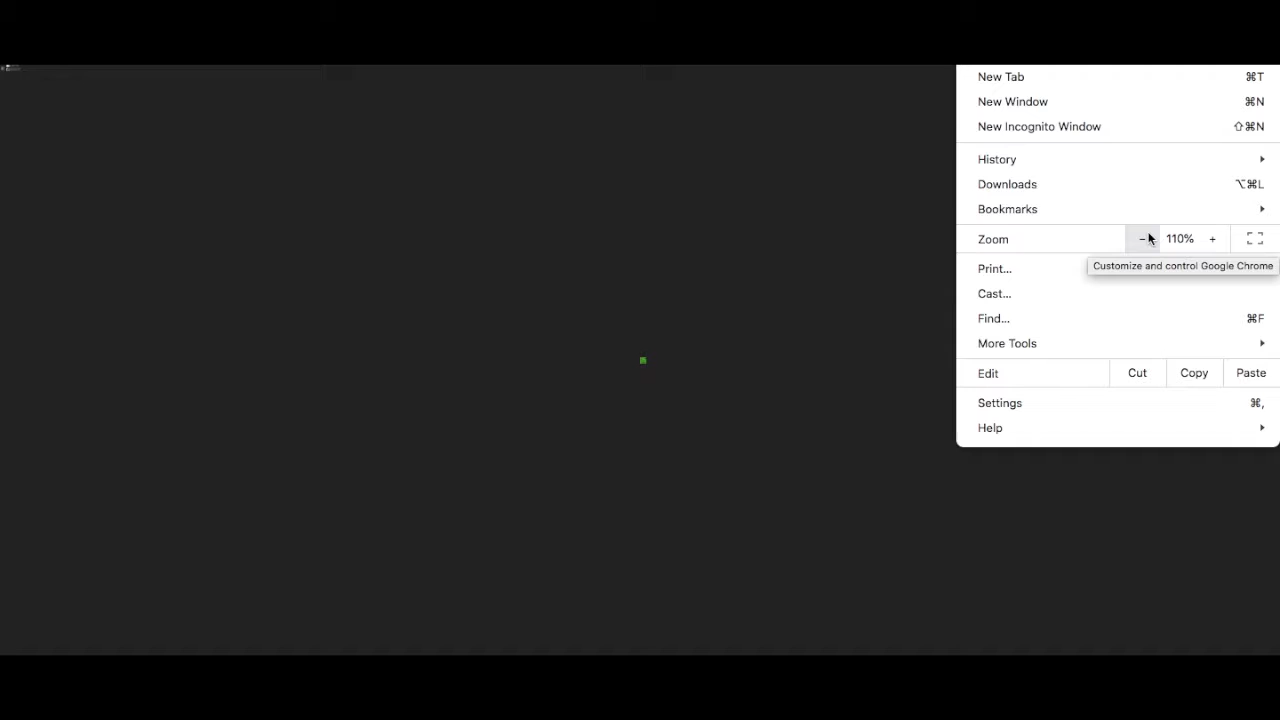 New Tab ⌘T
New Window ⌘N
New Incognito Window ⇧⌘N
History
Downloads ⌥⌘L
Bookmarks
Zoom − 110% +
Customize and control Google Chrome
Print...
Cast...
Find... ⌘F
More Tools
Edit Cut Copy Paste
Settings ⌘,
Help